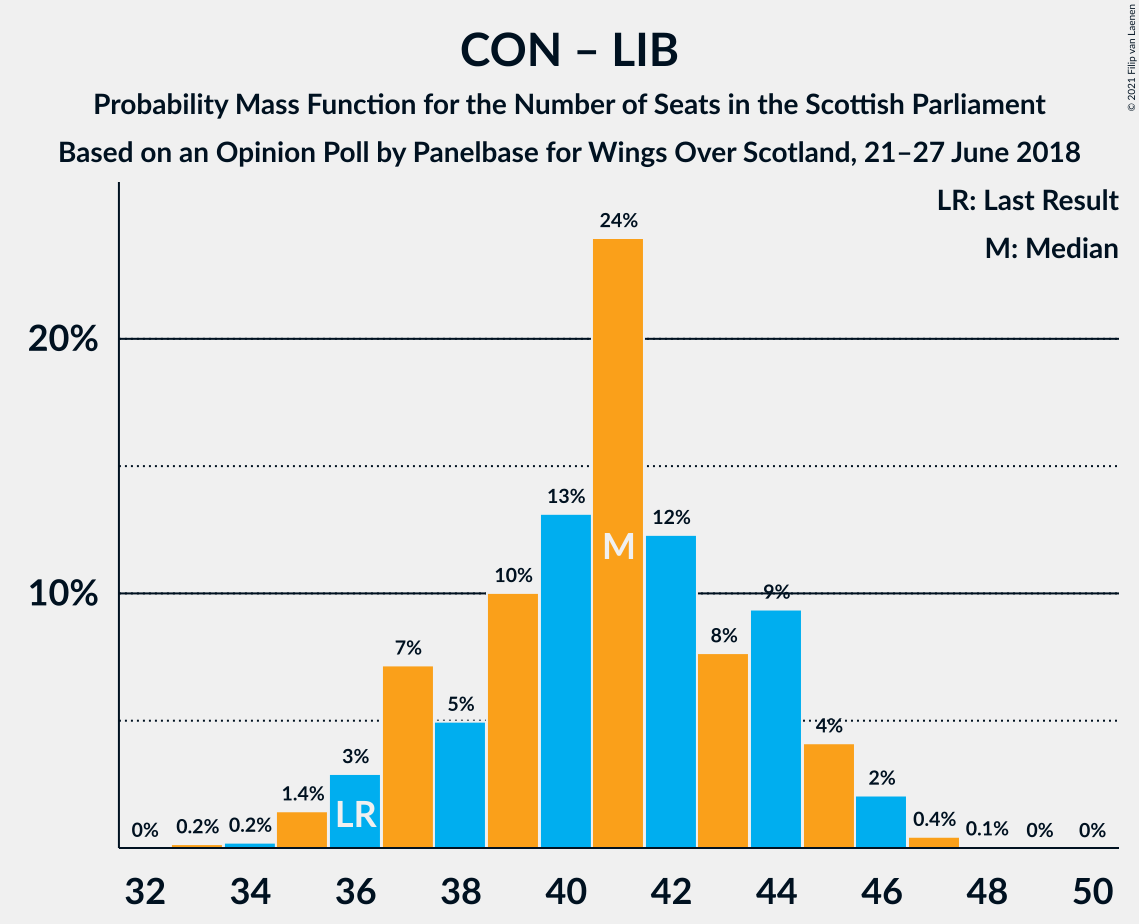 CON – LIB
Probability Mass Function for the Number of Seats in the Scottish Parliament
Based on an Opinion Poll by Panelbase for Wings Over Scotland, 21–27 June 2018
© 2021 Filip van Laenen
LR: Last Result
M: Median
20%
10%
0%
0.2%
0.2%
1.4%
3%
7%
5%
10%
13%
24%
12%
8%
9%
4%
2%
0.4%
0.1%
0%
0%
LR
M
32 34 36 38 40 42 44 46 48 50